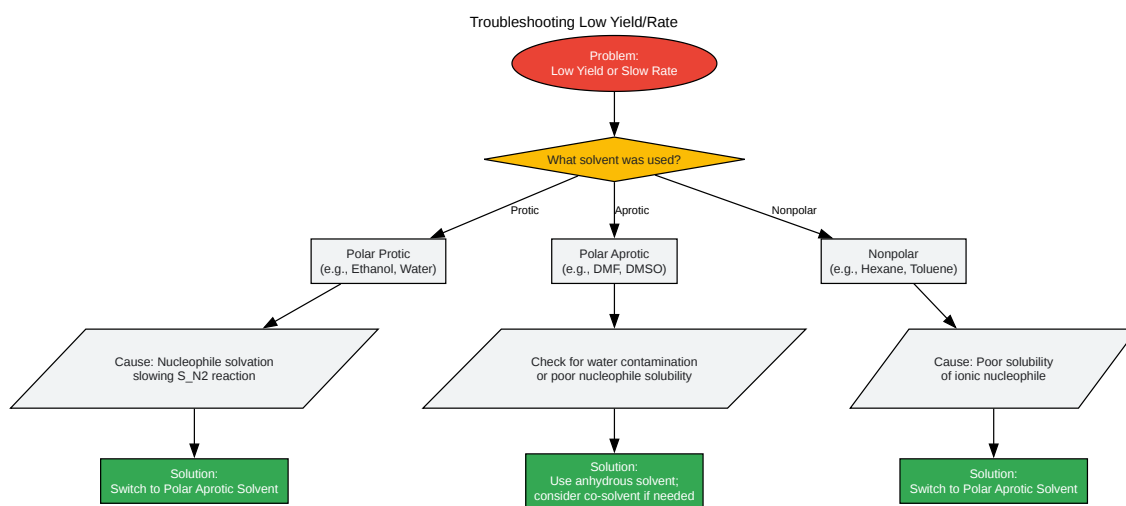 Troubleshooting Low Yield/Rate
Problem:
Low Yield or Slow Rate
What solvent was used?
Protic
Aprotic
Nonpolar
Polar Protic
(e.g., Ethanol, Water)
Polar Aprotic
(e.g., DMF, DMSO)
Nonpolar
(e.g., Hexane, Toluene)
Cause: Nucleophile solvation
slowing S_N2 reaction
Check for water contamination
or poor nucleophile solubility
Cause: Poor solubility
of ionic nucleophile
Solution:
Switch to Polar Aprotic Solvent
Solution:
Use anhydrous solvent;
consider co-solvent if needed
Solution:
Switch to Polar Aprotic Solvent